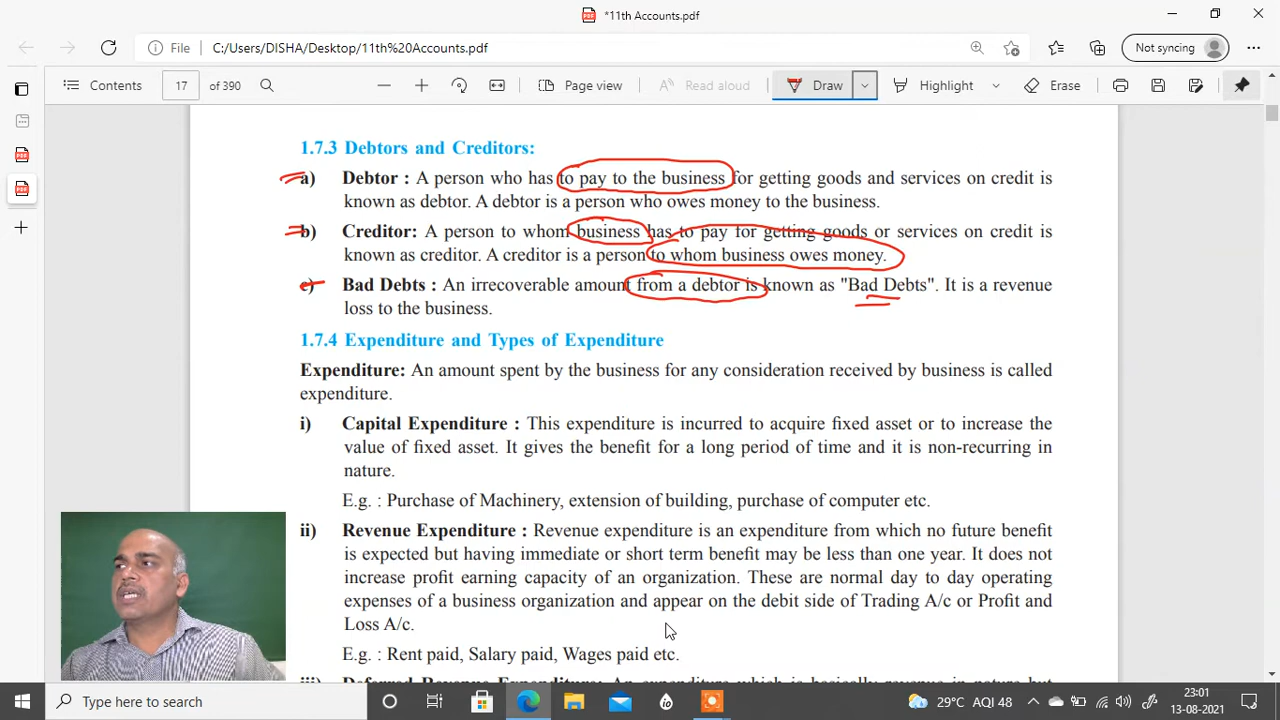 *11th Accounts.pdf
File
C:/Users/DISHA/Desktop/11th%20Accounts.pdf
Not syncing
Contents
17
of 390
Page view
Read aloud
Draw
Highlight
Erase
1.7.3 Debtors and Creditors:
a) Debtor : A person who has to pay to the business for getting goods and services on credit is
known as debtor. A debtor is a person who owes money to the business.
b) Creditor: A person to whom business has to pay for getting goods or services on credit is
known as creditor. A creditor is a person to whom business owes money.
c) Bad Debts : An irrecoverable amount from a debtor is known as "Bad Debts". It is a revenue
loss to the business.
1.7.4 Expenditure and Types of Expenditure
Expenditure: An amount spent by the business for any consideration received by business is called
expenditure.
i) Capital Expenditure : This expenditure is incurred to acquire fixed asset or to increase the
value of fixed asset. It gives the benefit for a long period of time and it is non-recurring in
nature.
E.g. : Purchase of Machinery, extension of building, purchase of computer etc.
ii) Revenue Expenditure : Revenue expenditure is an expenditure from which no future benefit
is expected but having immediate or short term benefit may be less than one year. It does not
increase profit earning capacity of an organization. These are normal day to day operating
expenses of a business organization and appear on the debit side of Trading A/c or Profit and
Loss A/c.
E.g. : Rent paid, Salary paid, Wages paid etc.
iii) Deferred Revenue Expenditure: An expenditure which is basically revenue in nature but
Type here to search
29°C AQI 48
23:01
13-08-2021